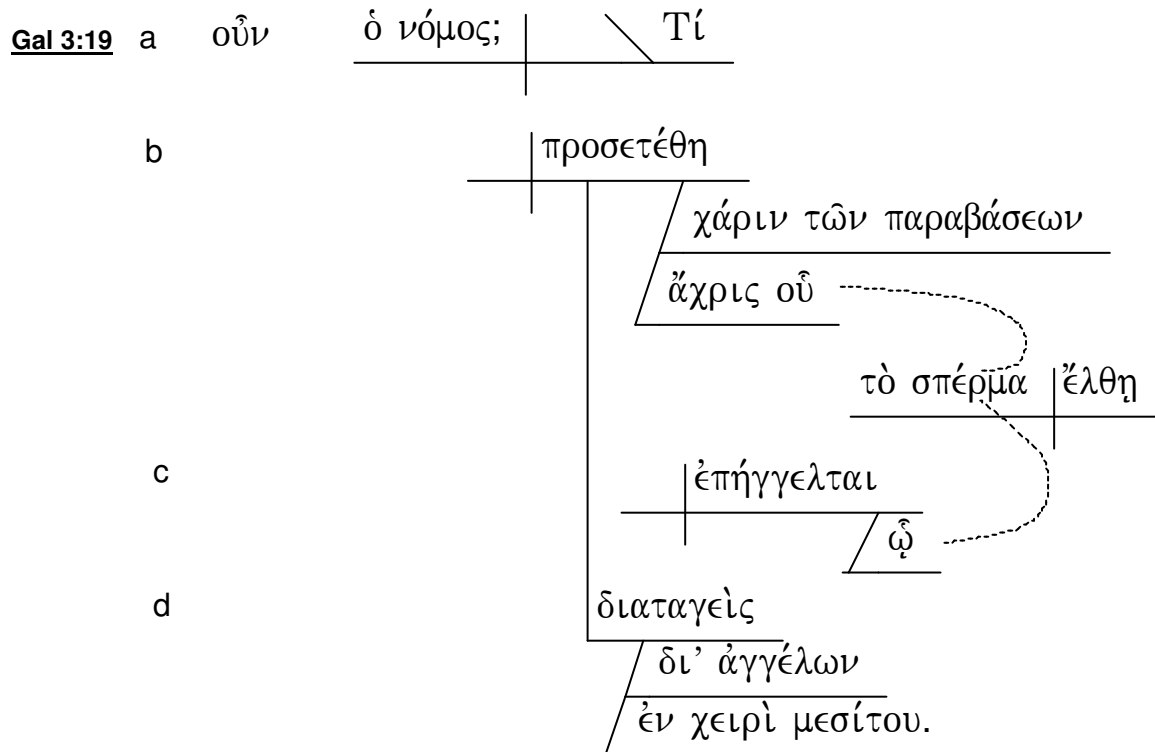 Gal 3:19 a οὖν ὁ νόμος; Τί
b προσετέθη
χάριν τῶν παραβάσεων
ἄχρις οὗ
τὸ σπέρμα ἔλθῃ
c ἐπήγγελται
ᾧ
d διαταγεὶς
δι’ ἀγγέλων
ἐν χειρὶ μεσίτου.